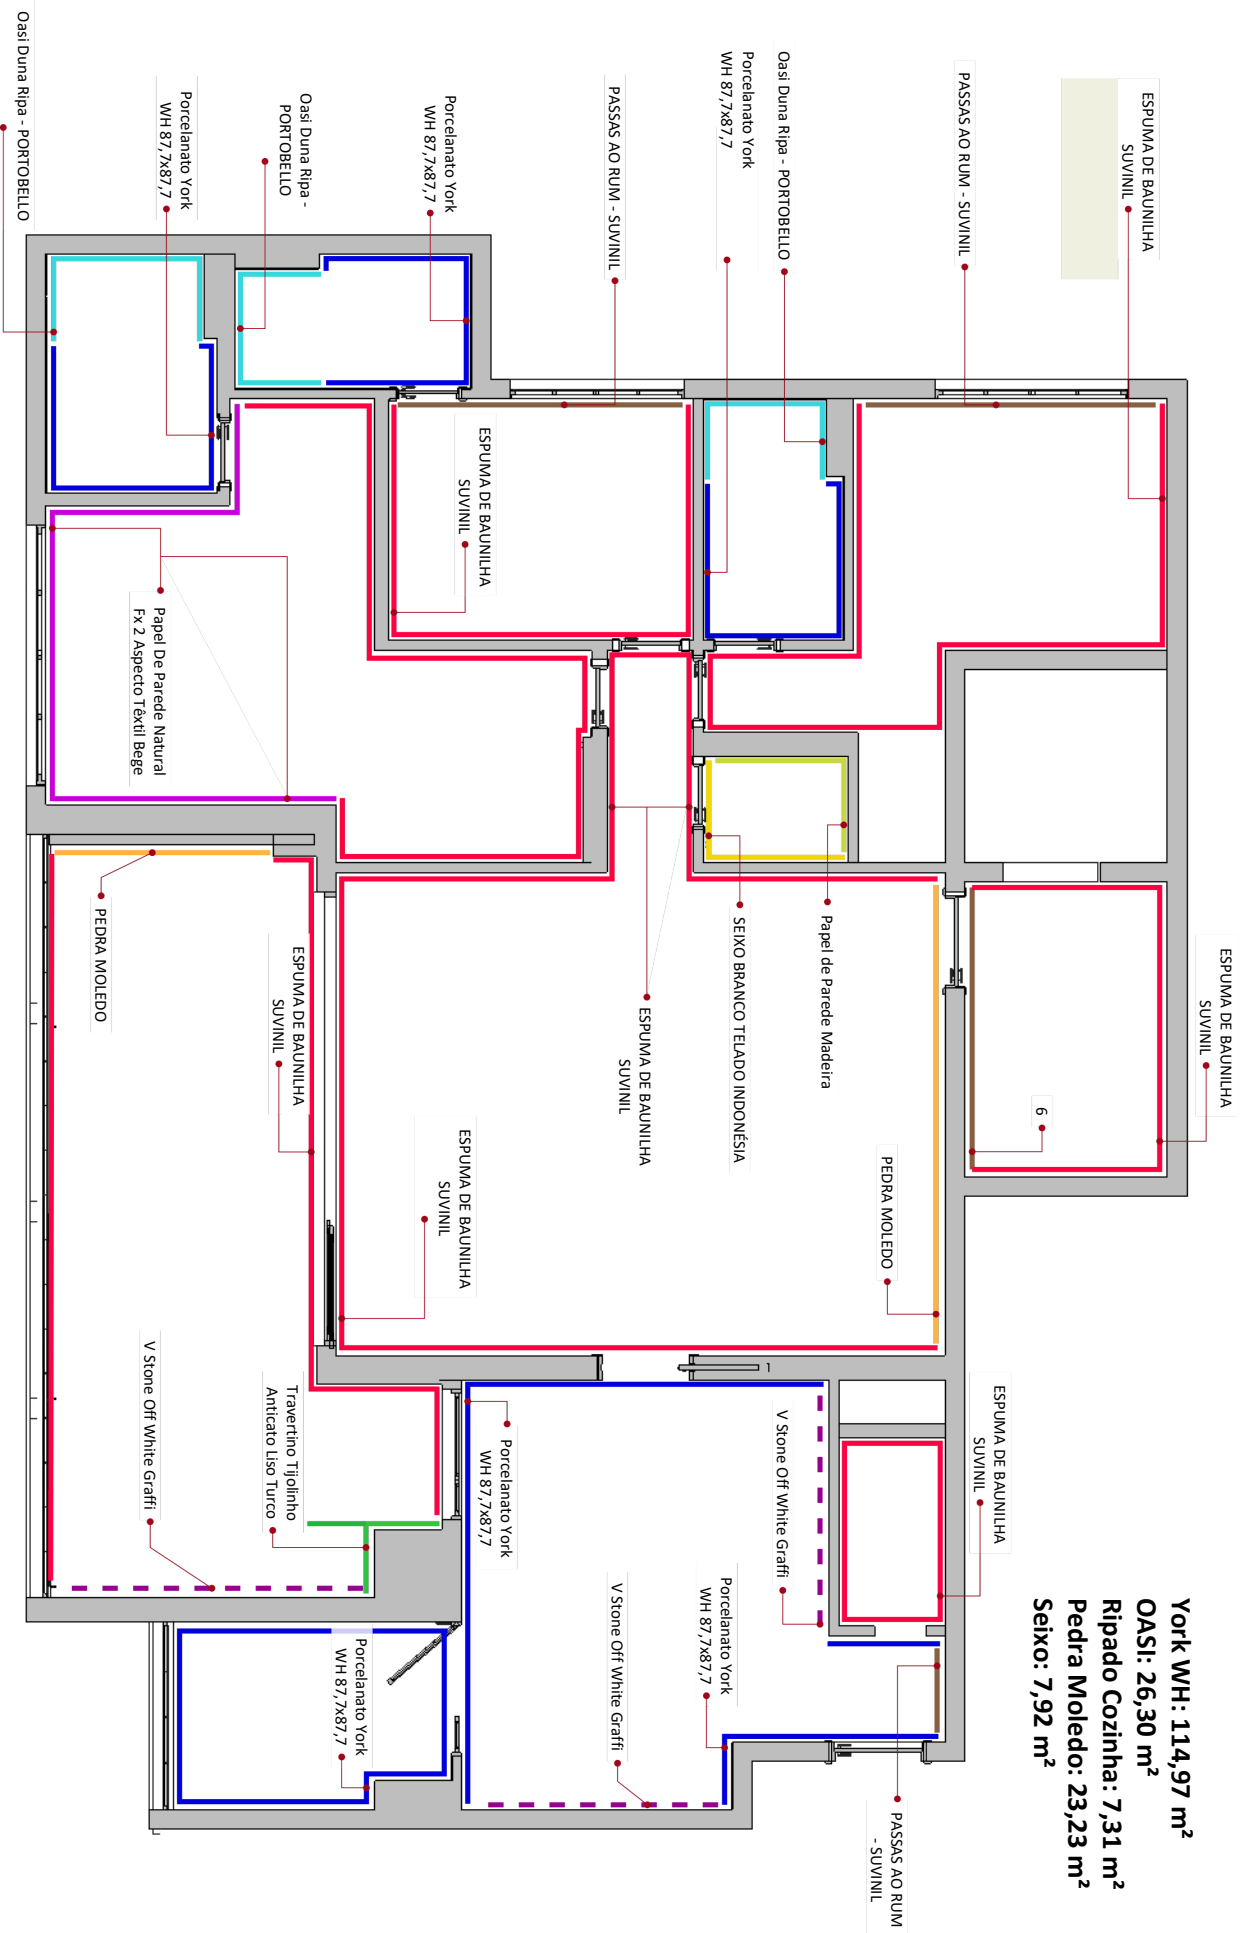 York WH: 114,97 m²
OASI: 26,30 m²
Ripado Cozinha: 7,31 m²
Pedra Moledo: 23,23 m²
Seixo: 7,92 m²
ESPUMA DE BAUNILHA
SUVINIL
PASSAS AO RUM - SUVINIL
Oasi Duna Ripa - PORTOBELLO
Porcelanato York
WH 87,7x87,7
PASSAS AO RUM - SUVINIL
Porcelanato York
WH 87,7x87,7
Oasi Duna Ripa -
PORTOBELLO
Porcelanato York
WH 87,7x87,7
Oasi Duna Ripa - PORTOBELLO
ESPUMA DE BAUNILHA
SUVINIL
Papel De Parede Natural
Fx 2 Aspecto Têxtil Bege
ESPUMA DE BAUNILHA
SUVINIL
6
Papel de Parede Madeira
SEIXO BRANCO TELADO INDONÉSIA
ESPUMA DE BAUNILHA
SUVINIL
PEDRA MOLEDO
ESPUMA DE BAUNILHA
SUVINIL
ESPUMA DE BAUNILHA
SUVINIL
PEDRA MOLEDO
1
ESPUMA DE BAUNILHA
SUVINIL
V Stone Off White Graffi
Porcelanato York
WH 87,7x87,7
Travertino Tijolinho
Anticato Liso Turco
V Stone Off White Graffi
Porcelanato York
WH 87,7x87,7
V Stone Off White Graffi
Porcelanato York
WH 87,7x87,7
PASSAS AO RUM
- SUVINIL